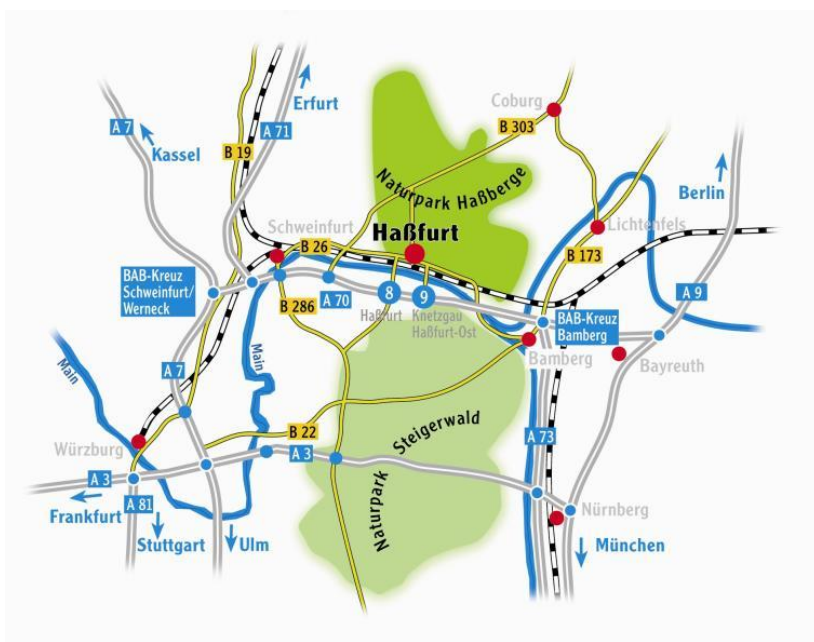 Coburg
Erfurt
B 303
A 7
A 71
Kassel
B 19
Naturpark Haßberge
Berlin
Schweinfurt
Lichtenfels
Haßfurt
B 26
B 173
BAB-Kreuz
Schweinfurt/
Werneck
A 70
8
9
A 9
B 286
Haßfurt
Knetzgau
Haßfurt-Ost
BAB-Kreuz
Bamberg
Main
Main
Bamberg
Bayreuth
A 7
Naturpark Steigerwald
B 22
A 73
Würzburg
A 3
A 3
A 81
Frankfurt
Nürnberg
Stuttgart
Ulm
München